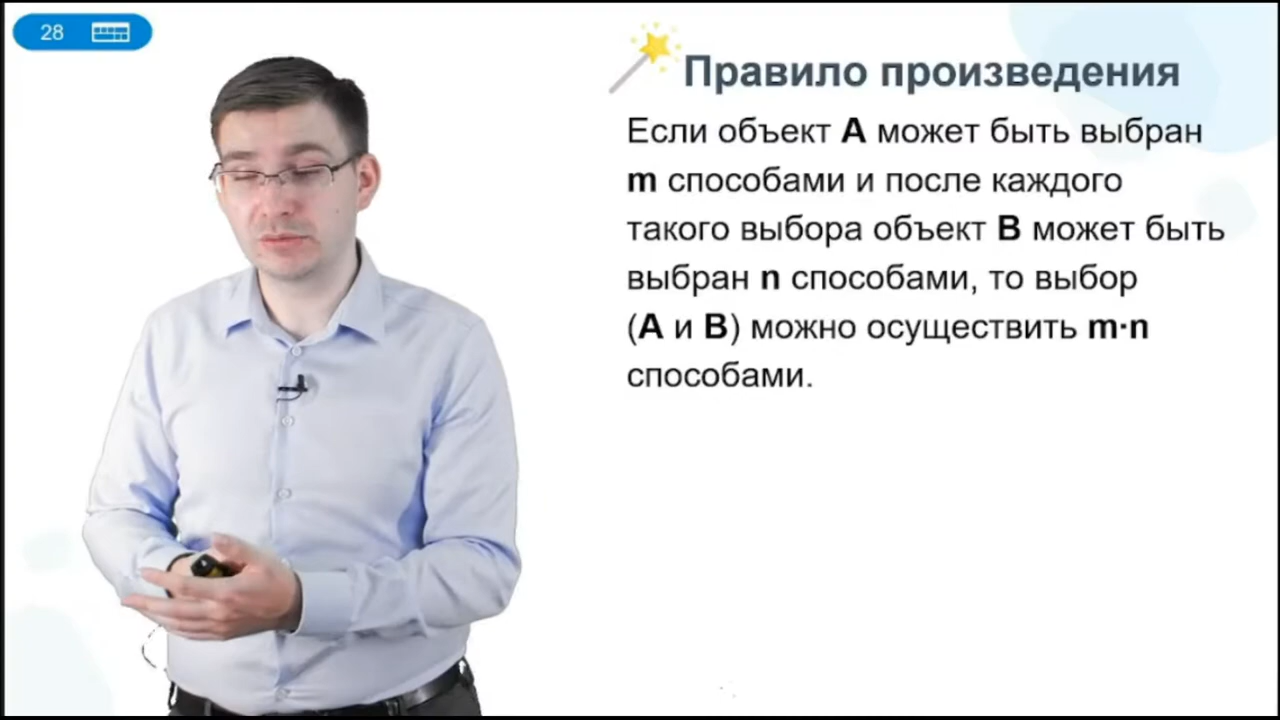 28
Правило произведения
Если объект А может быть выбран
m способами и после каждого
такого выбора объект В может быть
выбран n способами, то выбор
(А и В) можно осуществить m·n
способами.